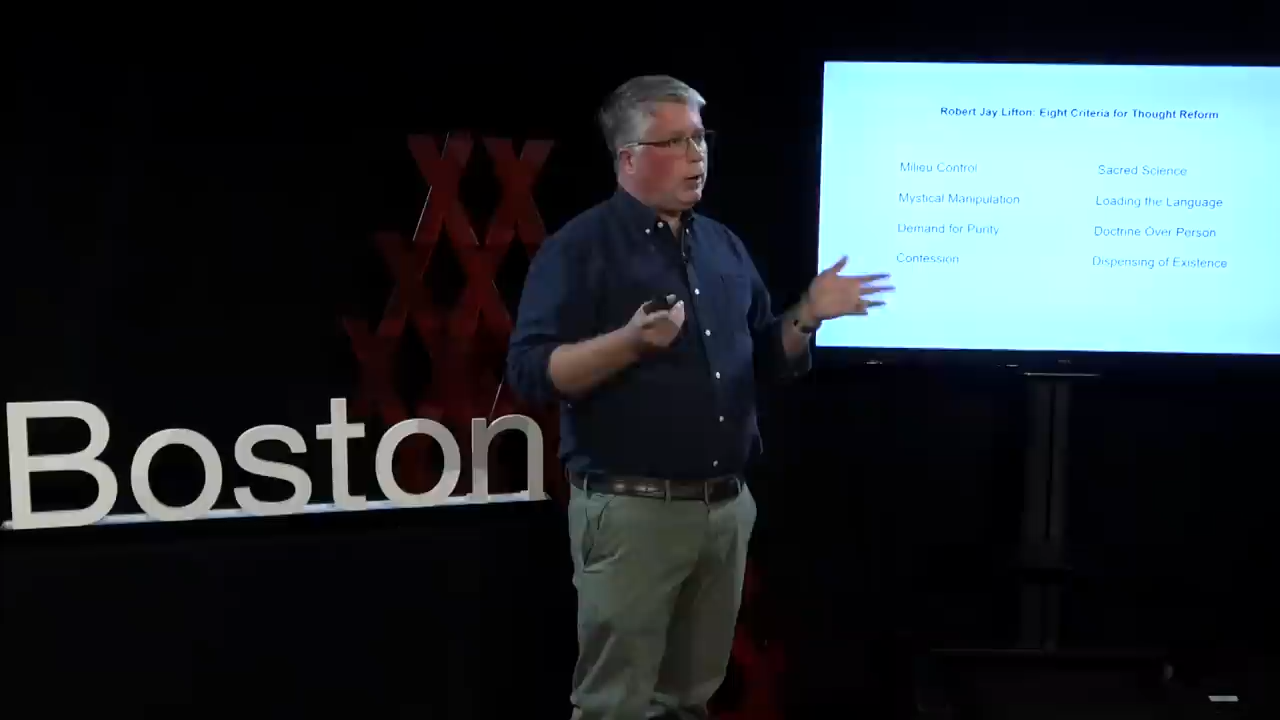 Robert Jay Lifton: Eight Criteria for Thought Reform
Milieu Control
Mystical Manipulation
Demand for Purity
Confession
Sacred Science
Loading the Language
Doctrine Over Person
Dispensing of Existence
Boston